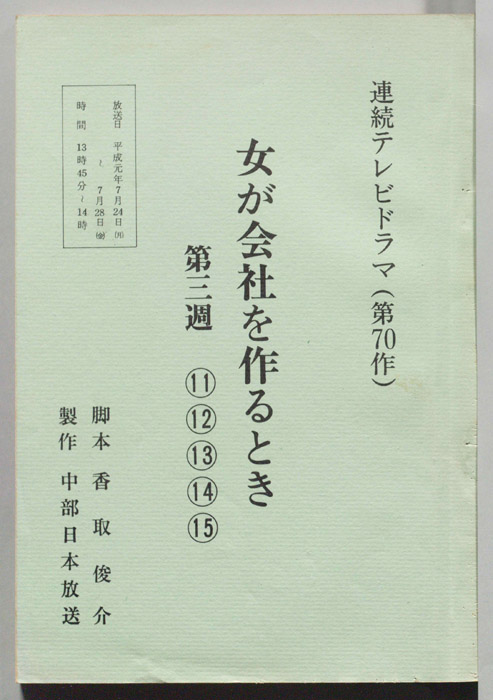 連続テレビドラマ(第70作)
女が会社を作るとき
第三週 ⑪⑫⑬⑭⑮
放送日 平成元年7月24日(月)
~ 7月28日(金)
時間 13時45分~14時
脚本 香取俊介
製作 中部日本放送